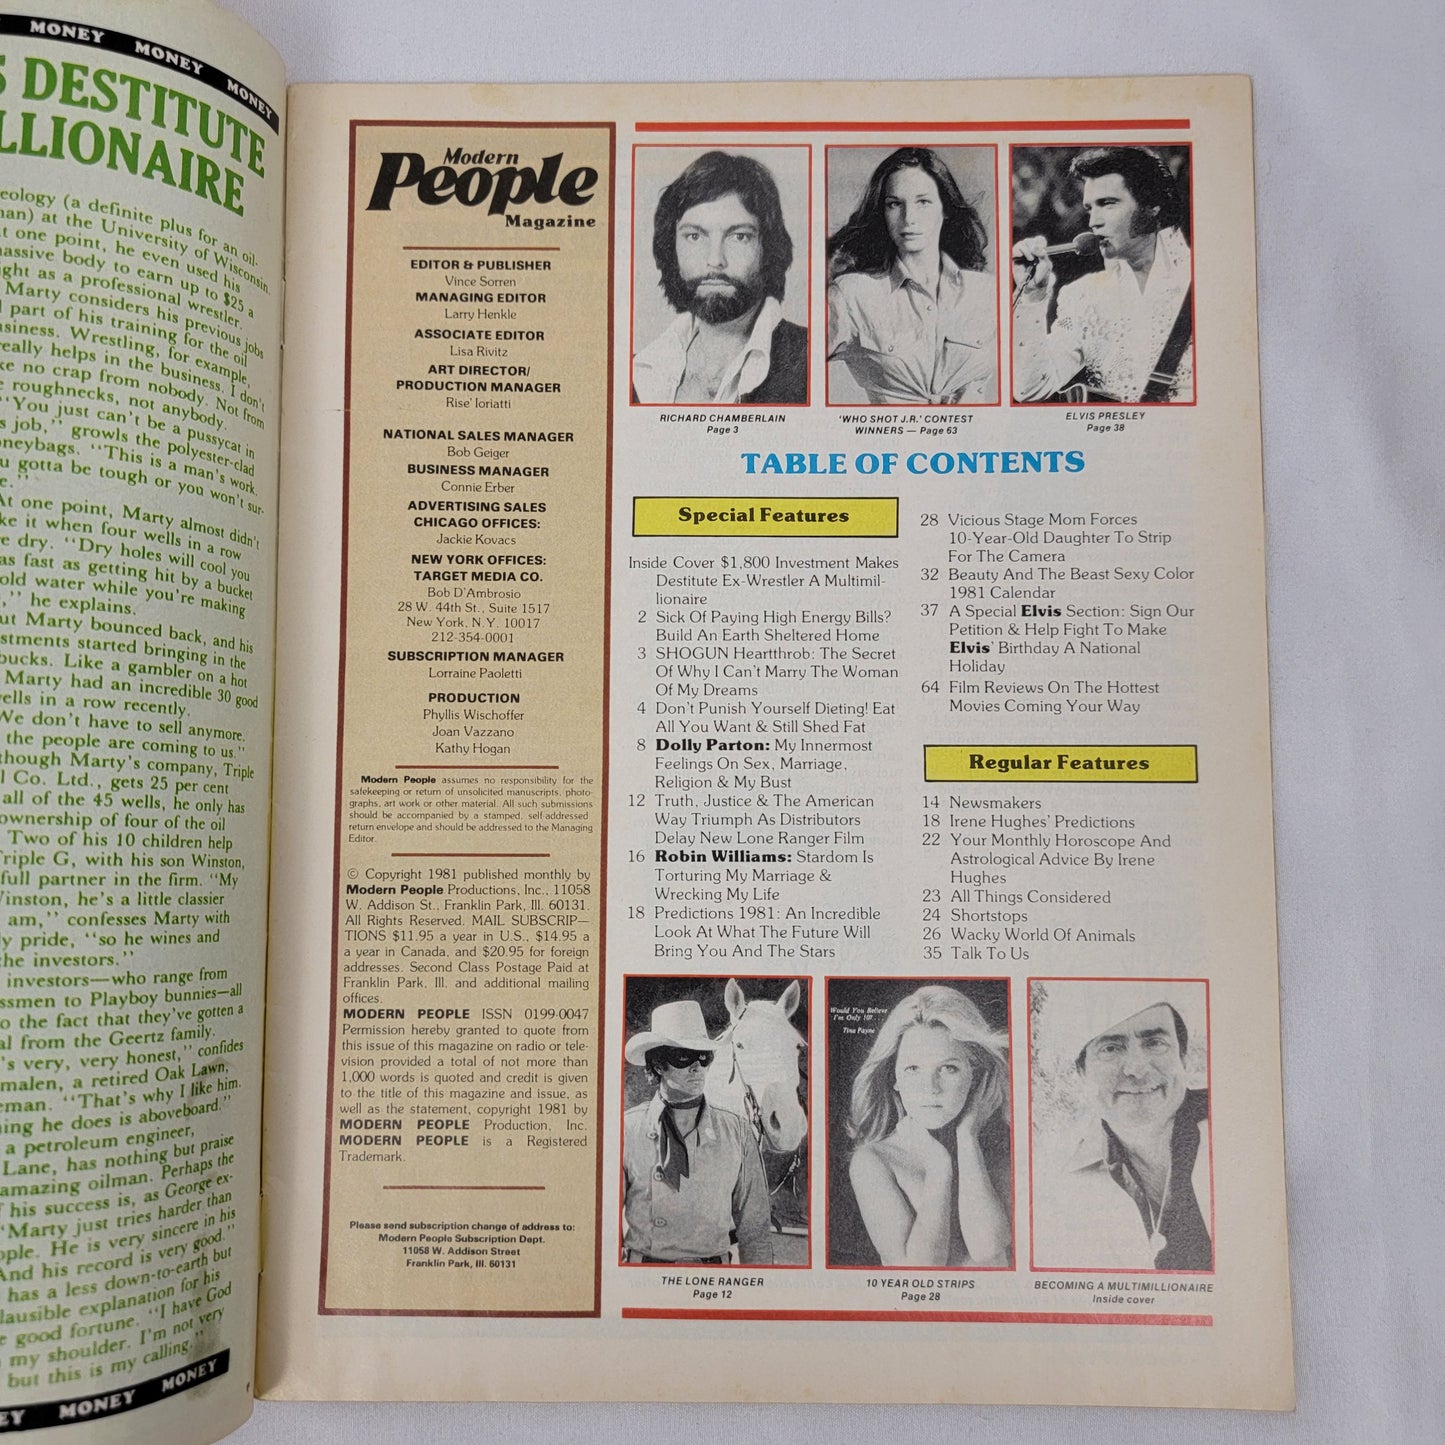 MONEY MONEY MONEY
S DESTITUTE
LLIONAIRE
eology (a definite plus for an oil-
man) at the University of Wisconsin.
t one point, he even used his
massive body to earn up to $25 a
ght as a professional wrestler.
Marty considers his previous jobs
l part of his training for the oil
usiness. Wrestling, for example,
really helps in the business. I don't
ke no crap from nobody. Not from
e roughnecks, not anybody.
"You just can't be a pussycat in
s job," growls the polyester-clad
oneybags. "This is a man's work.
u gotta be tough or you won't sur-
e."
At one point, Marty almost didn't
ke it when four wells in a row
re dry. "Dry holes will cool you
as fast as getting hit by a bucket
old water while you're making
," he explains.
ut Marty bounced back, and his
stments started bringing in the
bucks. Like a gambler on a hot
Marty had an incredible 30 good
ells in a row recently.
We don't have to sell anymore.
the people are coming to us."
though Marty's company, Triple
l Co. Ltd., gets 25 per cent
all of the 45 wells, he only has
ownership of four of the oil
Two of his 10 children help
Triple G, with his son Winston,
full partner in the firm. "My
Winston, he's a little classier
am," confesses Marty with
ly pride, "so he wines and
the investors."
investors—who range from
ssmen to Playboy bunnies—all
o the fact that they've gotten a
al from the Geertz family.
's very, very honest," confides
malen, a retired Oak Lawn,
eman. "That's why I like him.
hing he does is aboveboard."
a petroleum engineer,
Lane, has nothing but praise
amazing oilman. Perhaps the
f his success is, as George ex-
"Marty just tries harder than
ople. He is very sincere in his
And his record is very good."
has a less down-to-earth but
plausible explanation for his
e good fortune. "I have God
my shoulder. I'm not very
but this is my calling."
EY MONEY MONEY
Modern
People
Magazine
EDITOR & PUBLISHER
Vince Sorren
MANAGING EDITOR
Larry Henkle
ASSOCIATE EDITOR
Lisa Rivitz
ART DIRECTOR/
PRODUCTION MANAGER
Rise' Ioriatti
NATIONAL SALES MANAGER
Bob Geiger
BUSINESS MANAGER
Connie Erber
ADVERTISING SALES
CHICAGO OFFICES:
Jackie Kovacs
NEW YORK OFFICES:
TARGET MEDIA CO.
Bob D'Ambrosio
28 W. 44th St., Suite 1517
New York, N.Y. 10017
212-354-0001
SUBSCRIPTION MANAGER
Lorraine Paoletti
PRODUCTION
Phyllis Wischoffer
Joan Vazzano
Kathy Hogan
Modern People assumes no responsibility for the
safekeeping or return of unsolicited manuscripts, photo-
graphs, art work or other material. All such submissions
should be accompanied by a stamped, self-addressed
return envelope and should be addressed to the Managing
Editor.
© Copyright 1981 published monthly by
Modern People Productions, Inc., 11058
W. Addison St., Franklin Park, Ill. 60131.
All Rights Reserved. MAIL SUBSCRIP—
TIONS $11.95 a year in U.S., $14.95 a
a year in Canada, and $20.95 for foreign
addresses. Second Class Postage Paid at
Franklin Park, Ill. and additional mailing
offices.
MODERN PEOPLE ISSN 0199-0047
Permission hereby granted to quote from
this issue of this magazine on radio or tele-
vision provided a total of not more than
1,000 words is quoted and credit is given
to the title of this magazine and issue, as
well as the statement, copyright 1981 by
MODERN PEOPLE Production, Inc.
MODERN PEOPLE is a Registered
Trademark.
Please send subscription change of address to:
Modern People Subscription Dept.
11058 W. Addison Street
Franklin Park, Ill. 60131
RICHARD CHAMBERLAIN
Page 3
'WHO SHOT J.R.' CONTEST
WINNERS — Page 63
ELVIS PRESLEY
Page 38
TABLE OF CONTENTS
Special Features
Inside Cover $1,800 Investment Makes
Destitute Ex-Wrestler A Multimil-
lionaire
2 Sick Of Paying High Energy Bills?
Build An Earth Sheltered Home
3 SHOGUN Heartthrob: The Secret
Of Why I Can't Marry The Woman
Of My Dreams
4 Don't Punish Yourself Dieting! Eat
All You Want & Still Shed Fat
8 Dolly Parton: My Innermost
Feelings On Sex, Marriage,
Religion & My Bust
12 Truth, Justice & The American
Way Triumph As Distributors
Delay New Lone Ranger Film
16 Robin Williams: Stardom Is
Torturing My Marriage &
Wrecking My Life
18 Predictions 1981: An Incredible
Look At What The Future Will
Bring You And The Stars
28 Vicious Stage Mom Forces
10-Year-Old Daughter To Strip
For The Camera
32 Beauty And The Beast Sexy Color
1981 Calendar
37 A Special Elvis Section: Sign Our
Petition & Help Fight To Make
Elvis' Birthday A National
Holiday
64 Film Reviews On The Hottest
Movies Coming Your Way
Regular Features
14 Newsmakers
18 Irene Hughes' Predictions
22 Your Monthly Horoscope And
Astrological Advice By Irene
Hughes
23 All Things Considered
24 Shortstops
26 Wacky World Of Animals
35 Talk To Us
Would You Believe
I'm Only 10? . . .
Tina Payne
THE LONE RANGER
Page 12
10 YEAR OLD STRIPS
Page 28
BECOMING A MULTIMILLIONAIRE
Inside cover